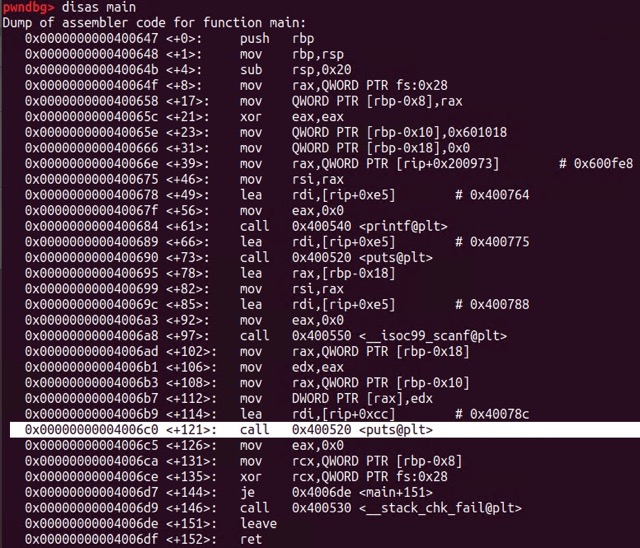 pwndbg> disas main
Dump of assembler code for function main:
0x0000000000400647 <+0>: push rbp
0x0000000000400648 <+1>: mov rbp,rsp
0x000000000040064b <+4>: sub rsp,0x20
0x000000000040064f <+8>: mov rax,QWORD PTR fs:0x28
0x0000000000400658 <+17>: mov QWORD PTR [rbp-0x8],rax
0x000000000040065c <+21>: xor eax,eax
0x000000000040065e <+23>: mov QWORD PTR [rbp-0x10],0x601018
0x0000000000400666 <+31>: mov QWORD PTR [rbp-0x18],0x0
0x000000000040066e <+39>: mov rax,QWORD PTR [rip+0x200973] # 0x600fe8
0x0000000000400675 <+46>: mov rsi,rax
0x0000000000400678 <+49>: lea rdi,[rip+0xe5] # 0x400764
0x000000000040067f <+56>: mov eax,0x0
0x0000000000400684 <+61>: call 0x400540 <printf@plt>
0x0000000000400689 <+66>: lea rdi,[rip+0xe5] # 0x400775
0x0000000000400690 <+73>: call 0x400520 <puts@plt>
0x0000000000400695 <+78>: lea rax,[rbp-0x18]
0x0000000000400699 <+82>: mov rsi,rax
0x000000000040069c <+85>: lea rdi,[rip+0xe5] # 0x400788
0x00000000004006a3 <+92>: mov eax,0x0
0x00000000004006a8 <+97>: call 0x400550 <__isoc99_scanf@plt>
0x00000000004006ad <+102>: mov rax,QWORD PTR [rbp-0x18]
0x00000000004006b1 <+106>: mov edx,eax
0x00000000004006b3 <+108>: mov rax,QWORD PTR [rbp-0x10]
0x00000000004006b7 <+112>: mov DWORD PTR [rax],edx
0x00000000004006b9 <+114>: lea rdi,[rip+0xcc] # 0x40078c
0x00000000004006c0 <+121>: call 0x400520 <puts@plt>
0x00000000004006c5 <+126>: mov eax,0x0
0x00000000004006ca <+131>: mov rcx,QWORD PTR [rbp-0x8]
0x00000000004006ce <+135>: xor rcx,QWORD PTR fs:0x28
0x00000000004006d7 <+144>: je 0x4006de <main+151>
0x00000000004006d9 <+146>: call 0x400530 <__stack_chk_fail@plt>
0x00000000004006de <+151>: leave
0x00000000004006df <+152>: ret